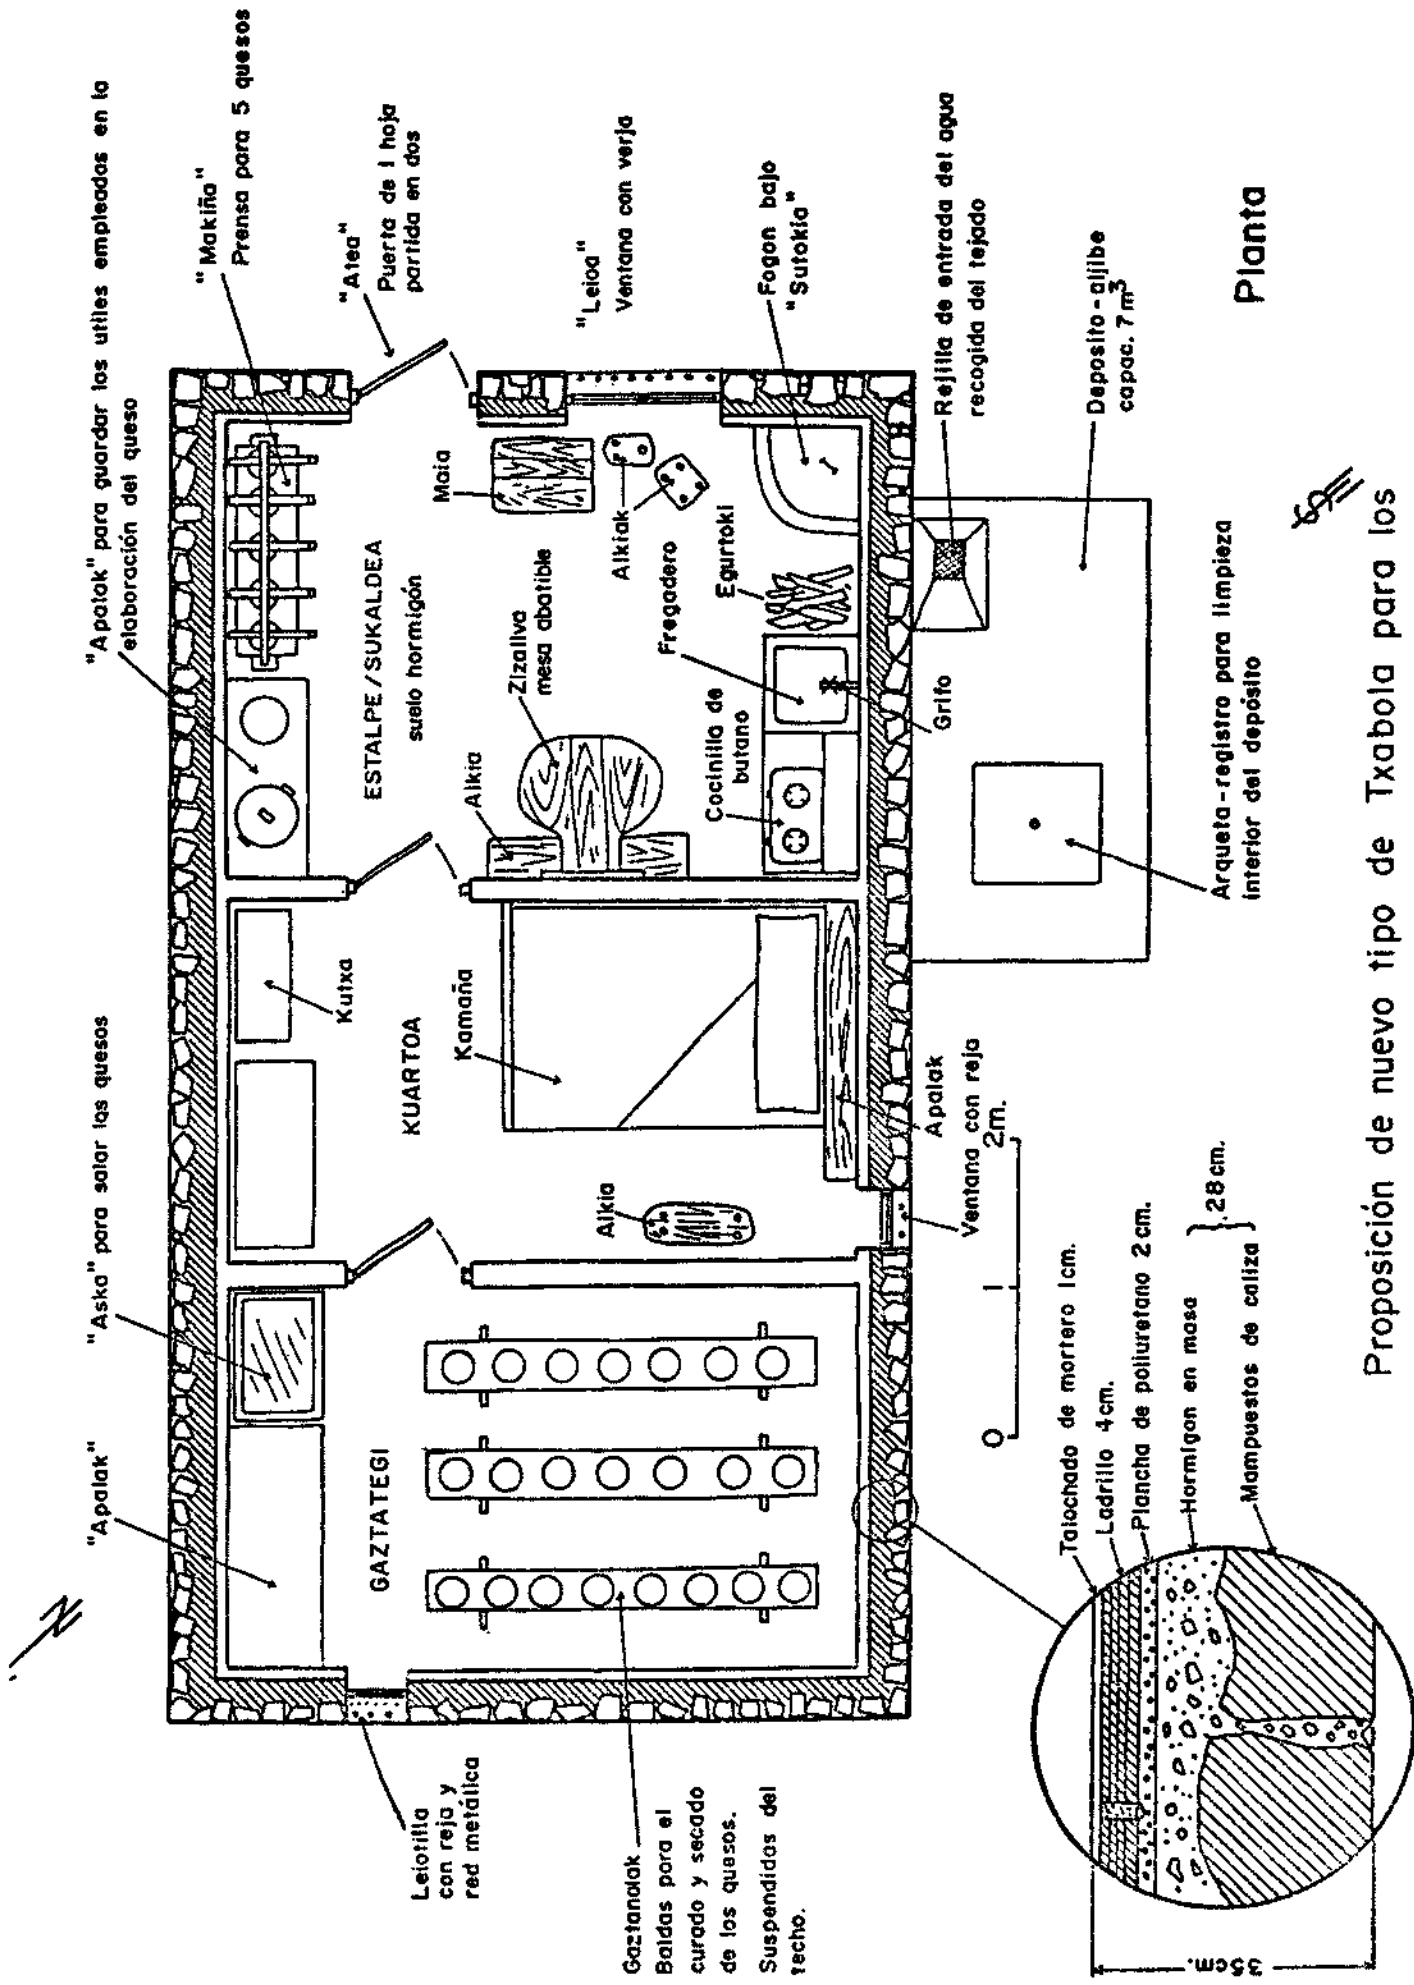 "Apalak" para guardar los utiles empleados en la
elaboración del queso
"Makiña"
Prensa para 5 quesos
"Atea"
Puerta de 1 hoja
partida en dos
"Leioa"
Ventana con verja
Fogon bajo
"Sutokia"
Rejilla de entrada del agua
recogida del tejado
Deposito-aljibe
capac. 7 m³
Planta
"Aska" para salar los quesos
"Apalak"
ESTALPE/SUKALDEA
suelo hormigón
Maia
Alkiak
Egurtoki
Fregadero
Grifo
Zizaliva
mesa abatible
Alkia
Cocinilla de
butano
Arqueta-registro para limpieza
interior del depósito
Kutxa
KUARTOA
Kamaña
Alkia
Apalak
Ventana con reja
GAZTATEGI
0
1
2m.
Leiotilla
con reja y
red metálica
Gaztanalak
Baldas para el
curado y secado
de los quesos.
Suspendidas del
techo.
Talochado de mortero 1cm.
Ladrillo 4cm.
Plancha de poliuretano 2cm.
Hormigon en masa
Mampuestos de caliza
28cm.
35cm.
N
Proposición de nuevo tipo de Txabola para los